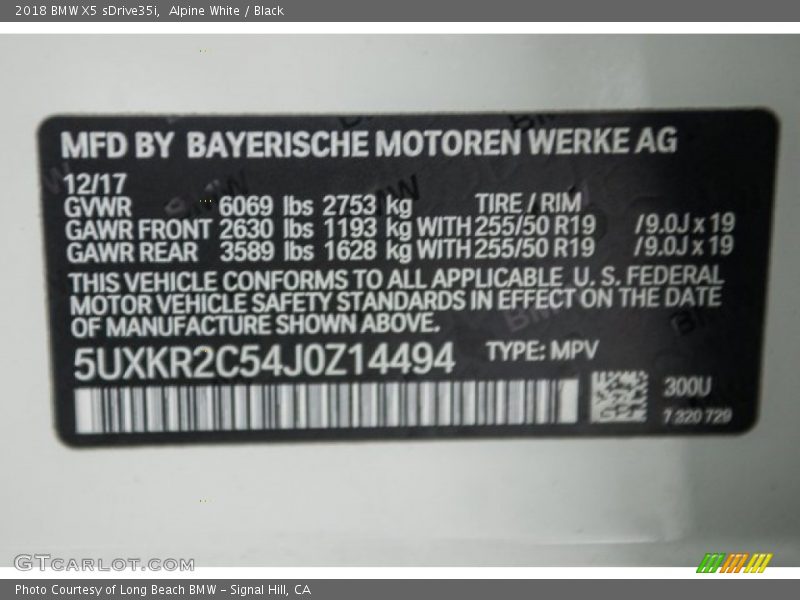 2018 BMW X5 sDrive35i,  Alpine White / Black
MFD BY BAYERISCHE MOTOREN WERKE AG
12/17
GVWR 6069 lbs 2753 kg TIRE / RIM
GAWR FRONT 2630 lbs 1193 kg WITH 255/50 R19 /9.0J x 19
GAWR REAR 3589 lbs 1628 kg WITH 255/50 R19 /9.0J x 19
THIS VEHICLE CONFORMS TO ALL APPLICABLE U. S. FEDERAL
MOTOR VEHICLE SAFETY STANDARDS IN EFFECT ON THE DATE
OF MANUFACTURE SHOWN ABOVE.
5UXKR2C54J0Z14494 TYPE: MPV
300U
7 320 729
GTCARLOT.COM
Photo Courtesy of Long Beach BMW - Signal Hill, CA